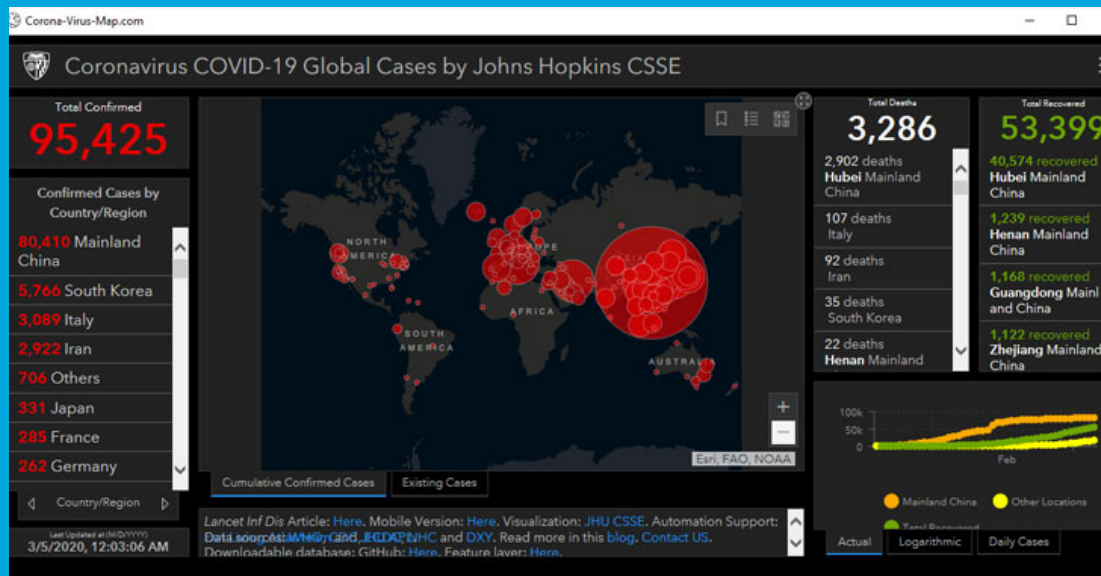 Corona-Virus-Map.com
Coronavirus COVID-19 Global Cases by Johns Hopkins CSSE
Total Confirmed
95,425
Confirmed Cases by
Country/Region
80,410 Mainland
China
5,766 South Korea
3,089 Italy
2,922 Iran
706 Others
331 Japan
285 France
262 Germany
Country/Region
Last Updated at (M/D/YYYY)
3/5/2020, 12:03:06 AM
NORTH
AMERICA
SOUTH
AMERICA
AFRICA
AUSTRALIA
Esri, FAO, NOAA
Cumulative Confirmed Cases
Existing Cases
Lancet Inf Dis Article: Here. Mobile Version: Here. Visualization: JHU CSSE. Automation Support:
and DXY. Read more in this blog. Contact US.
Downloadable database: GitHub: Here. Feature layer: Here.
Total Deaths
3,286
2,902 deaths
Hubei Mainland
China
107 deaths
Italy
92 deaths
Iran
35 deaths
South Korea
22 deaths
Henan Mainland
Total Recovered
53,399
40,574 recovered
Hubei Mainland
China
1,239 recovered
Henan Mainland
China
1,168 recovered
Guangdong Mainl
and China
1,122 recovered
Zhejiang Mainland
China
100k
50k
0
Feb
Mainland China
Other Locations
Total Recovered
Actual
Logarithmic
Daily Cases